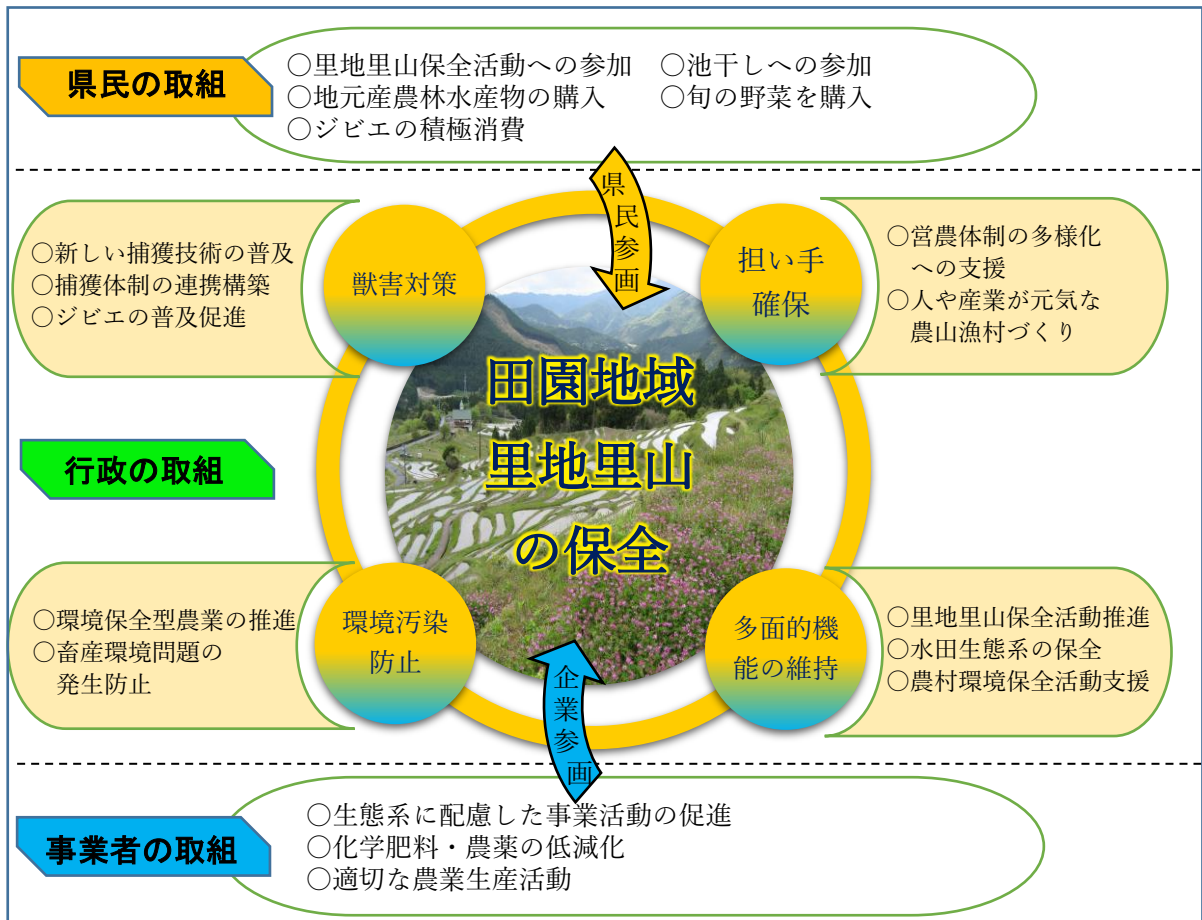 県民の取組
○里地里山保全活動への参加　○池干しへの参加
○地元産農林水産物の購入　○旬の野菜を購入
○ジビエの積極消費
県民参画
獣害対策
○新しい捕獲技術の普及
○捕獲体制の連携構築
○ジビエの普及促進
担い手
確保
○営農体制の多様化
への支援
○人や産業が元気な
農山漁村づくり
田園地域
里地里山
の保全
行政の取組
環境汚染
防止
○環境保全型農業の推進
○畜産環境問題の
発生防止
多面的機
能の維持
○里地里山保全活動推進
○水田生態系の保全
○農村環境保全活動支援
企業参画
事業者の取組
○生態系に配慮した事業活動の促進
○化学肥料・農薬の低減化
○適切な農業生産活動